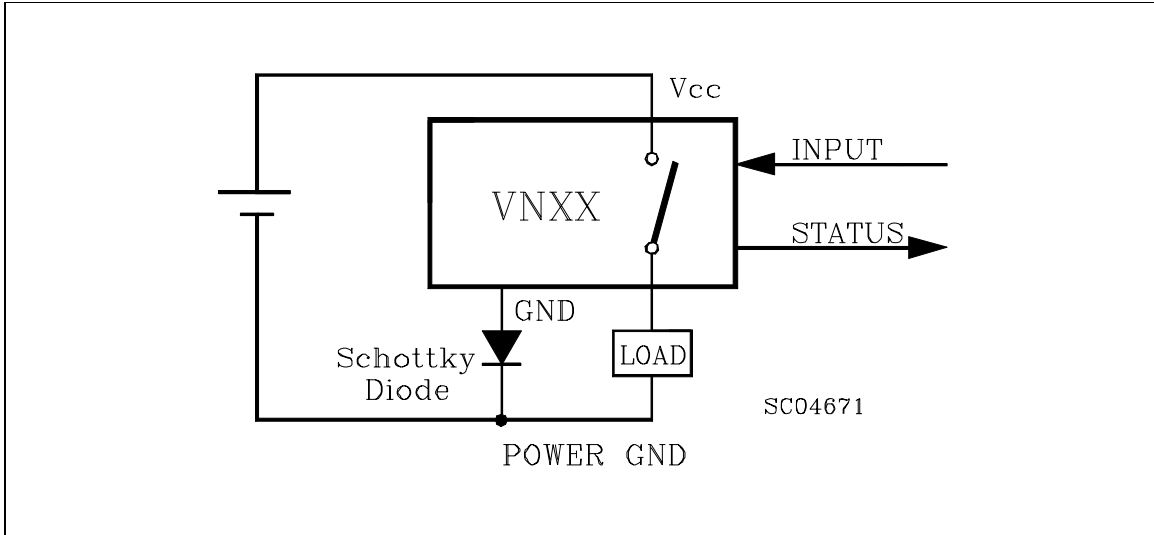 Vcc
INPUT
VNXX
STATUS
GND
Schottky
Diode
LOAD
SC04671
POWER GND